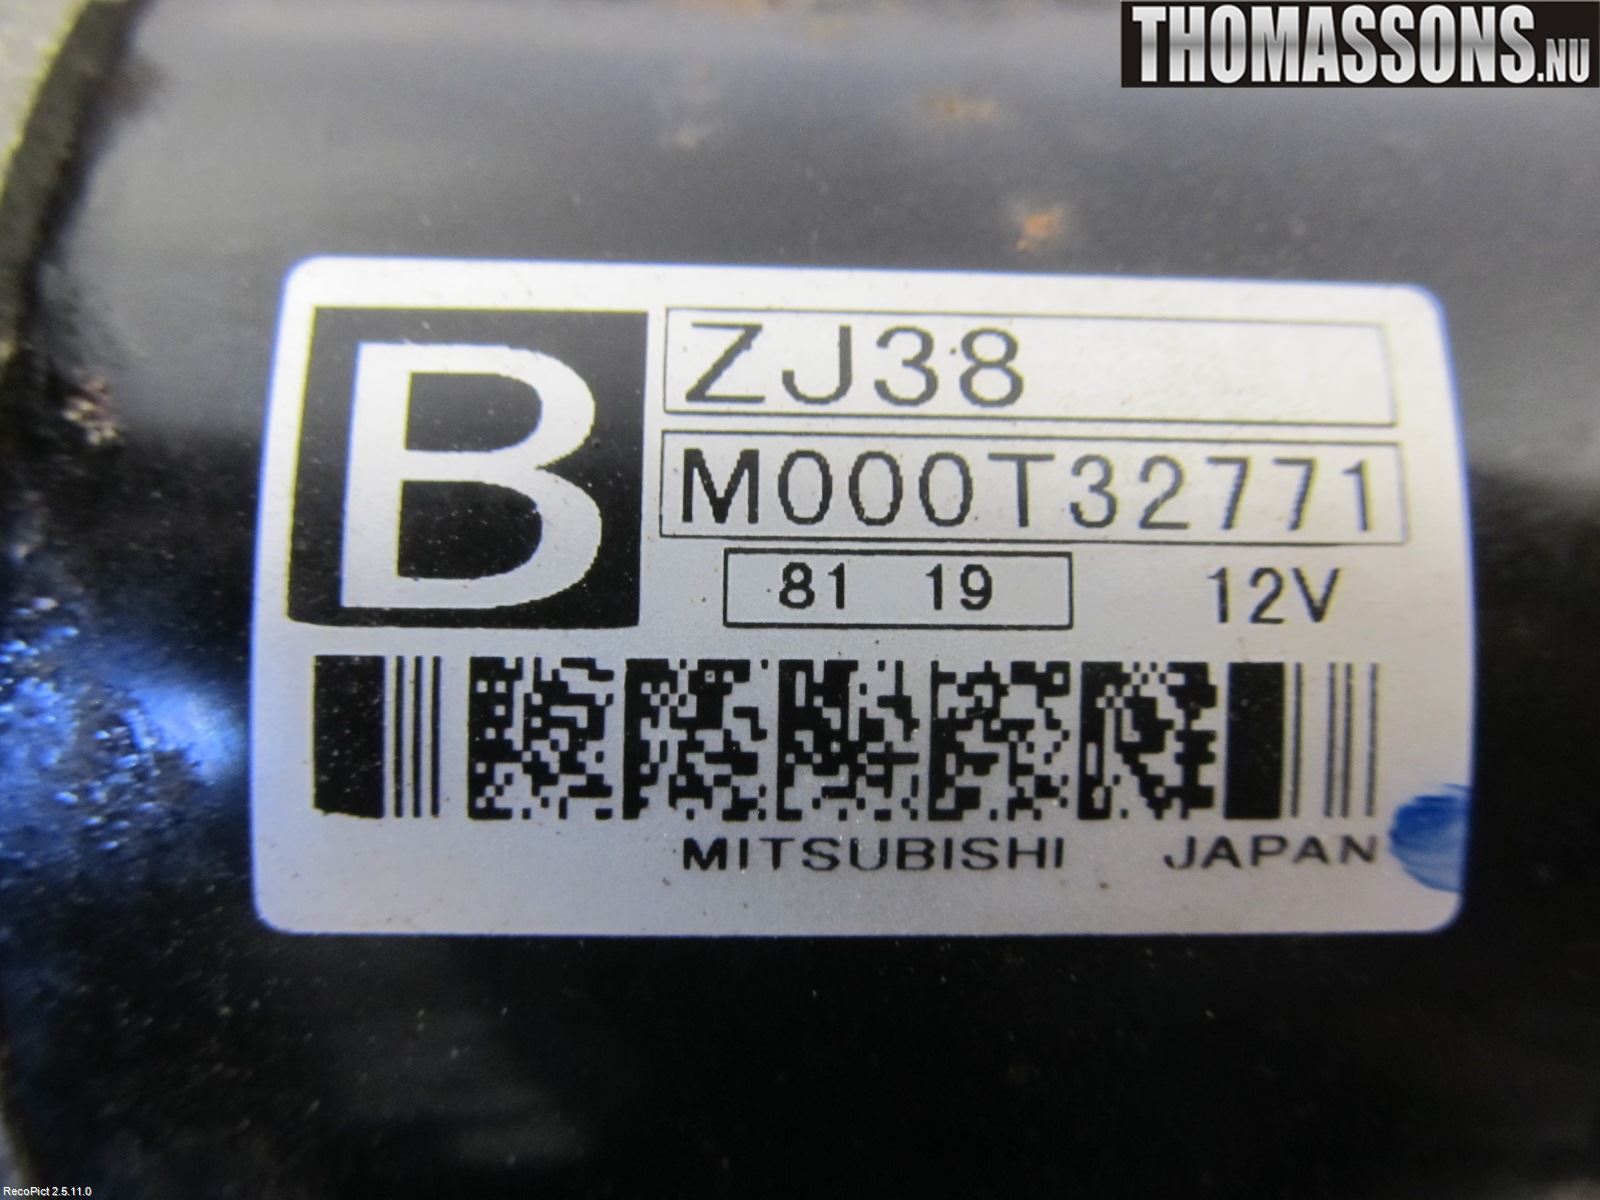 THOMASSONS.NU
B
ZJ38
M000T32771
81 19
12V
MITSUBISHI JAPAN
RecoPict 2.5.11.0